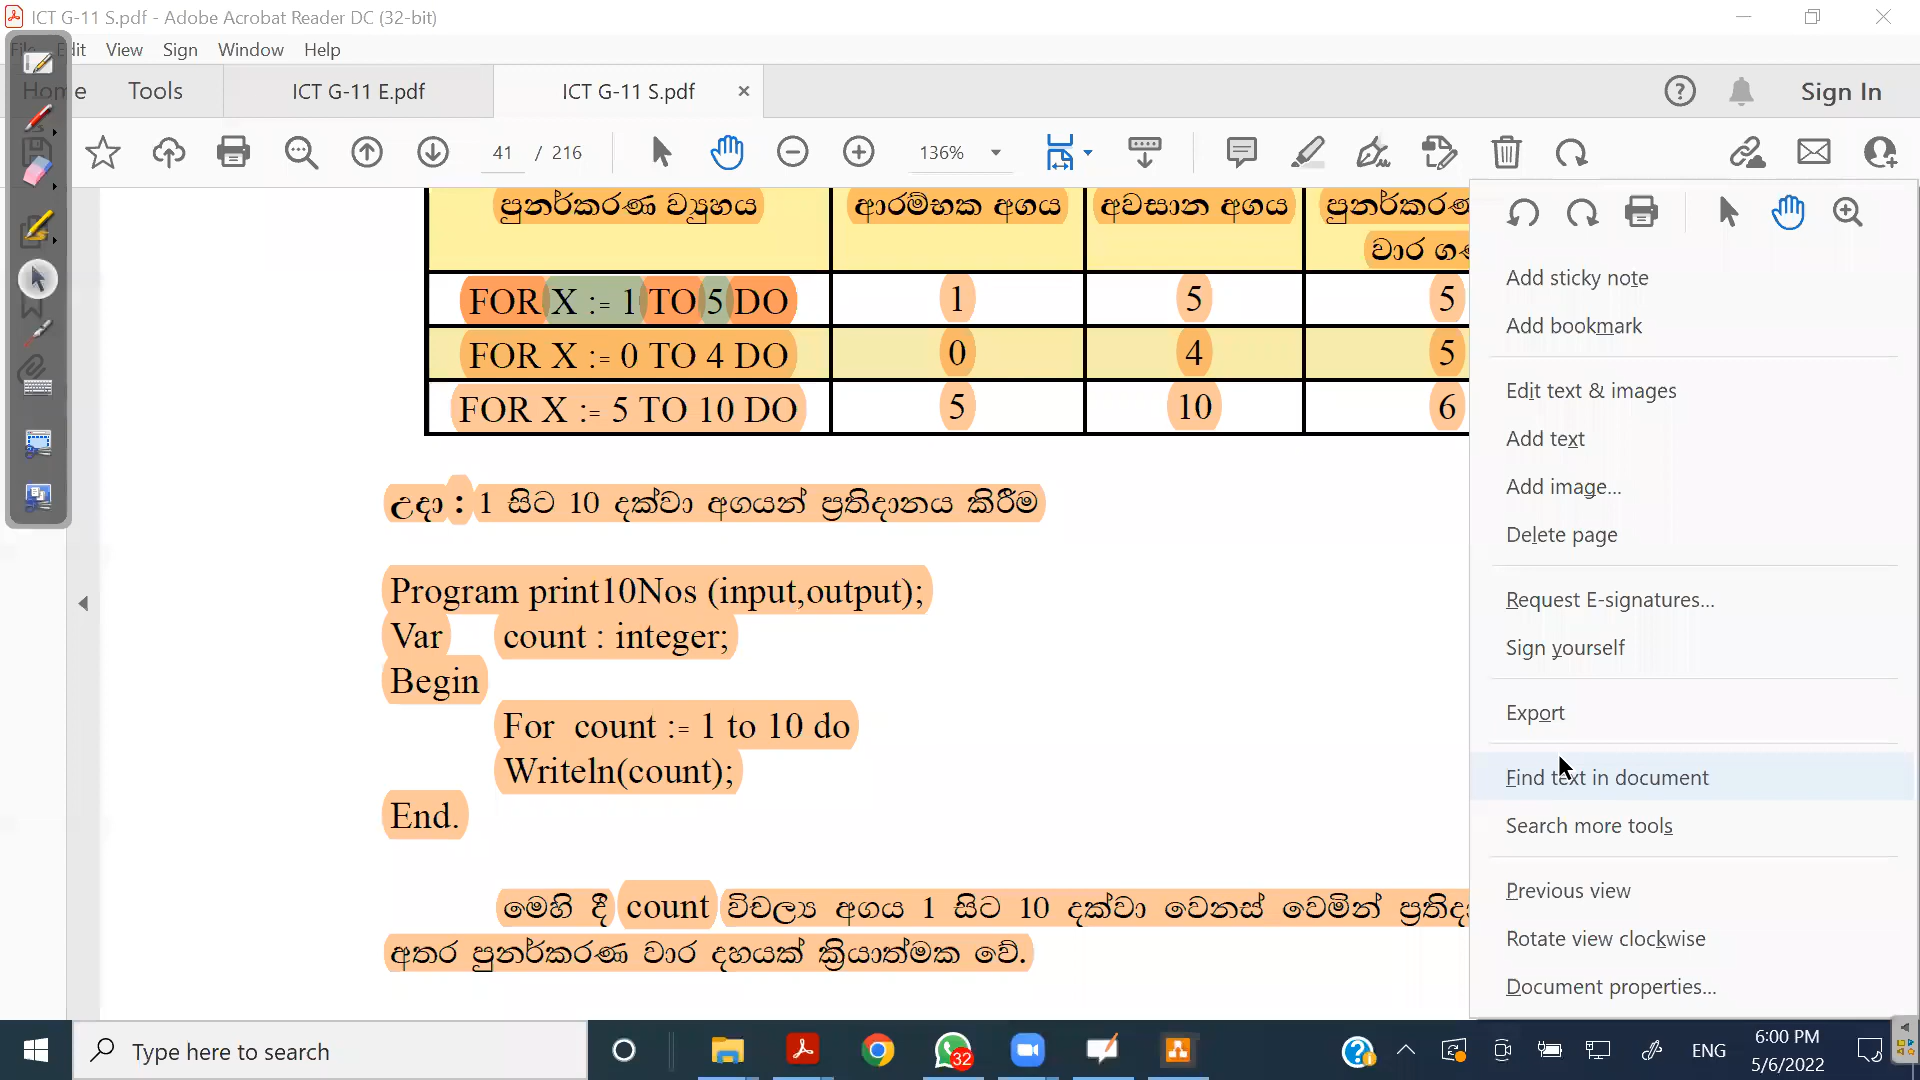 ICT G-11 S.pdf - Adobe Acrobat Reader DC (32-bit)
File Edit View Sign Window Help
Home Tools ICT G-11 E.pdf ICT G-11 S.pdf × Sign In
41 / 216 136%
පුනර්කරණ ව්‍යුහය ආරම්භක අගය අවසාන අගය පුනර්කරණ
වාර
FOR X := 1 TO 5 DO 1 5 5
FOR X := 0 TO 4 DO 0 4 5
FOR X := 5 TO 10 DO 5 10 6
උදා : 1 සිට 10 දක්වා අගයන් ප්‍රතිදානය කිරීම
Program print10Nos (input,output);
Var count : integer;
Begin
For count := 1 to 10 do
Writeln(count);
End.
මෙහි දී count විචල්‍ය අගය 1 සිට 10 දක්වා වෙනස් වෙමින්
අතර පුනර්කරණ වාර දහයක් ක්‍රියාත්මක වේ.
Add sticky note
Add bookmark
Edit text & images
Add text
Add image...
Delete page
Request E-signatures...
Sign yourself
Export
Find text in document
Search more tools
Previous view
Rotate view clockwise
Document properties...
Type here to search 32 ENG 6:00 PM
5/6/2022